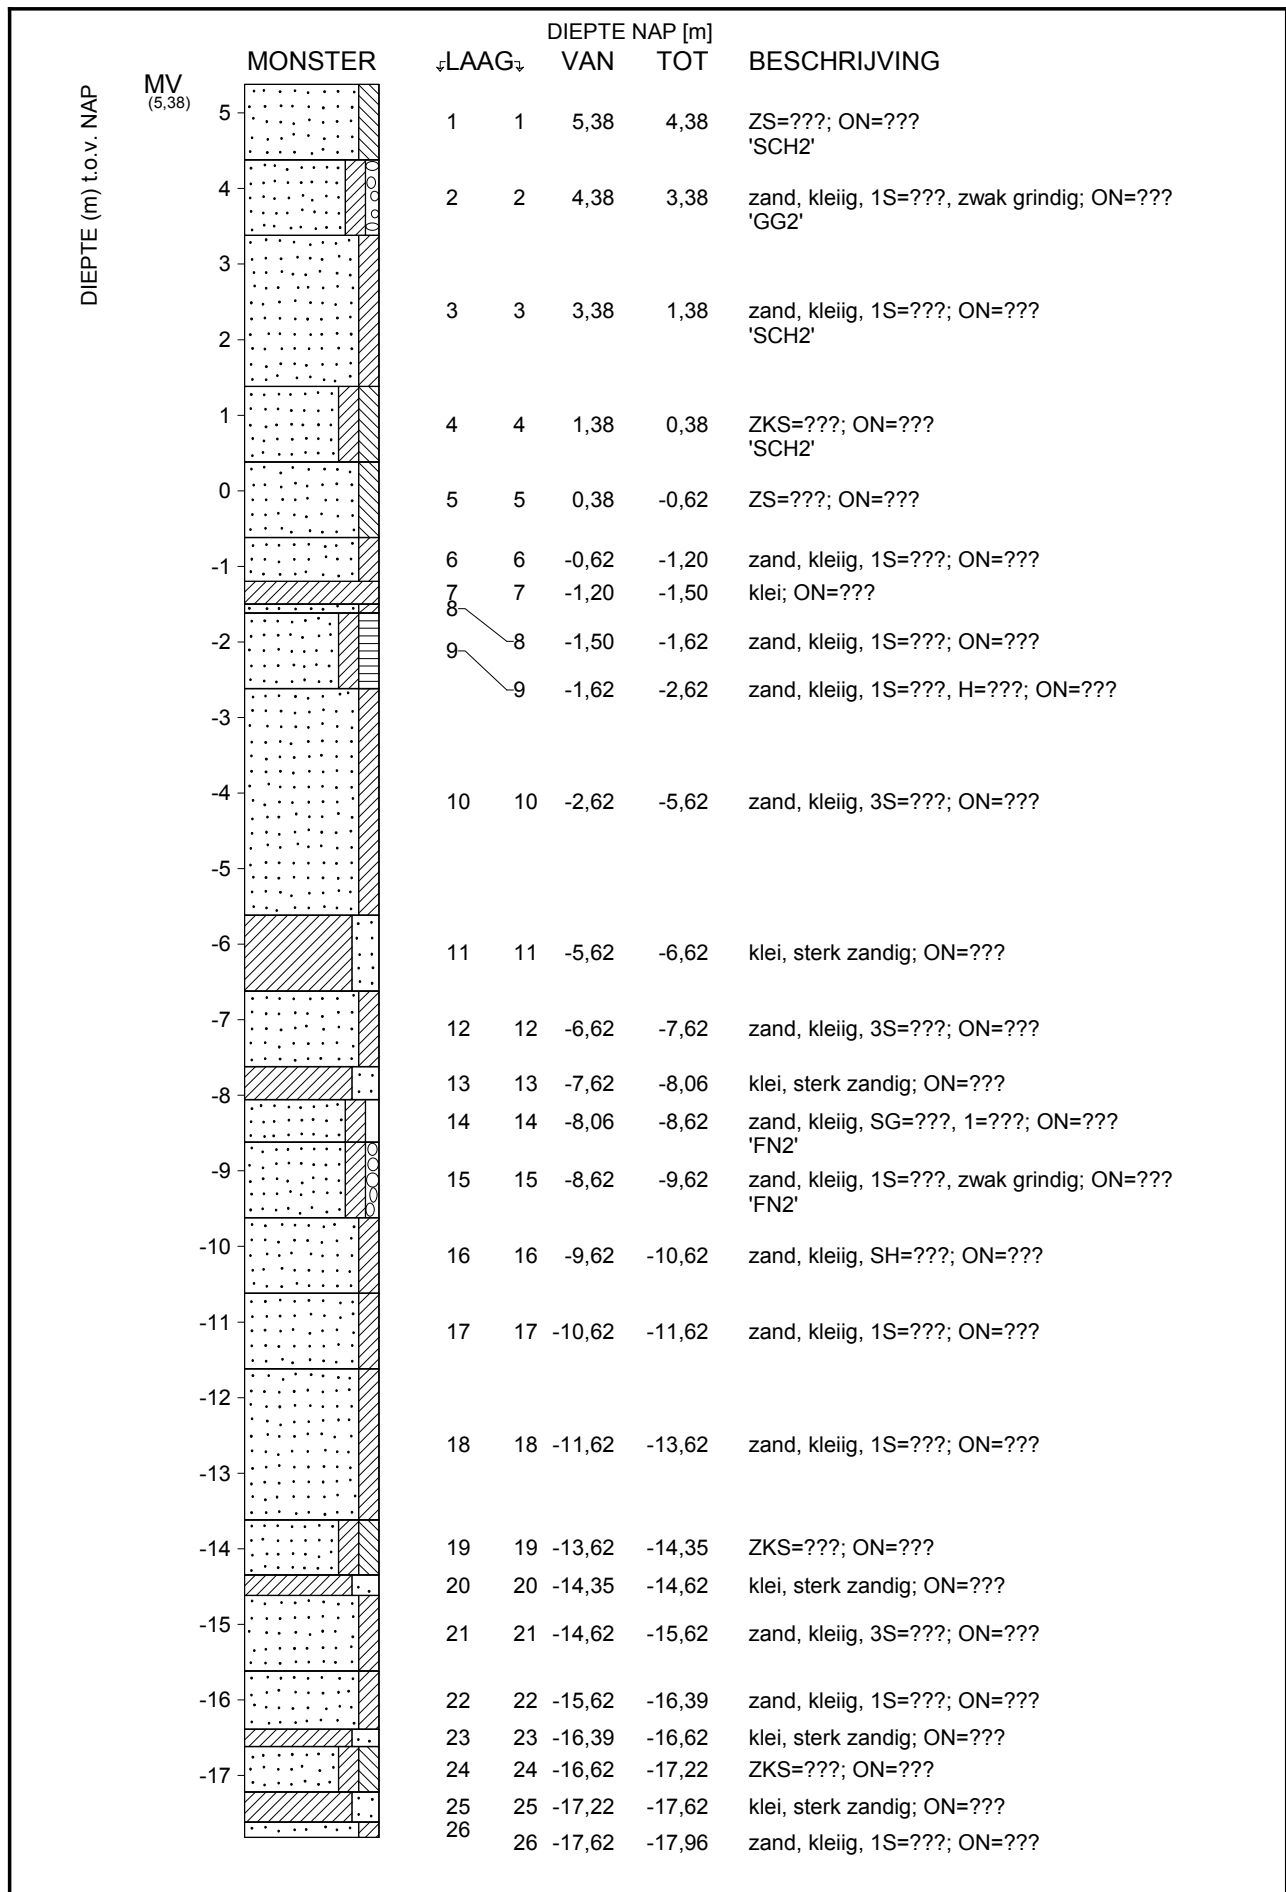 DIEPTE NAP [m]
MONSTER LAAG VAN TOT BESCHRIJVING
MV
(5,38)
DIEPTE (m) t.o.v. NAP
5
1 1 5,38 4,38 ZS=???; ON=???
'SCH2'
4
2 2 4,38 3,38 zand, kleiig, 1S=???, zwak grindig; ON=???
'GG2'
3
3 3 3,38 1,38 zand, kleiig, 1S=???; ON=???
'SCH2'
2
1
4 4 1,38 0,38 ZKS=???; ON=???
'SCH2'
0
5 5 0,38 -0,62 ZS=???; ON=???
-1
6 6 -0,62 -1,20 zand, kleiig, 1S=???; ON=???
7 7 -1,20 -1,50 klei; ON=???
8
-2
8 -1,50 -1,62 zand, kleiig, 1S=???; ON=???
9
9 -1,62 -2,62 zand, kleiig, 1S=???, H=???; ON=???
-3
-4
10 10 -2,62 -5,62 zand, kleiig, 3S=???; ON=???
-5
-6
11 11 -5,62 -6,62 klei, sterk zandig; ON=???
-7
12 12 -6,62 -7,62 zand, kleiig, 3S=???; ON=???
13 13 -7,62 -8,06 klei, sterk zandig; ON=???
-8
14 14 -8,06 -8,62 zand, kleiig, SG=???, 1=???; ON=???
'FN2'
-9
15 15 -8,62 -9,62 zand, kleiig, 1S=???, zwak grindig; ON=???
'FN2'
-10
16 16 -9,62 -10,62 zand, kleiig, SH=???; ON=???
-11
17 17 -10,62 -11,62 zand, kleiig, 1S=???; ON=???
-12
18 18 -11,62 -13,62 zand, kleiig, 1S=???; ON=???
-13
-14
19 19 -13,62 -14,35 ZKS=???; ON=???
20 20 -14,35 -14,62 klei, sterk zandig; ON=???
-15
21 21 -14,62 -15,62 zand, kleiig, 3S=???; ON=???
-16
22 22 -15,62 -16,39 zand, kleiig, 1S=???; ON=???
23 23 -16,39 -16,62 klei, sterk zandig; ON=???
-17
24 24 -16,62 -17,22 ZKS=???; ON=???
25 25 -17,22 -17,62 klei, sterk zandig; ON=???
26
26 -17,62 -17,96 zand, kleiig, 1S=???; ON=???